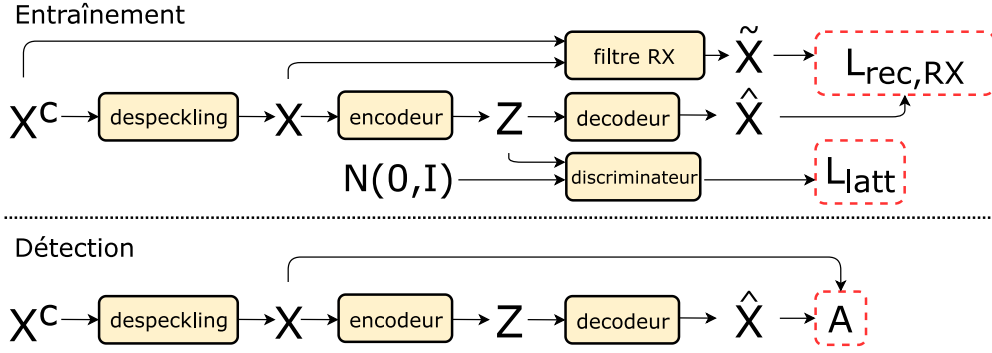 Entraînement
filtre RX
X̃
L_rec,RX
X^c
despeckling
X
encodeur
Z
decodeur
X̂
N(0,I)
discriminateur
L_latt
Détection
X^c
despeckling
X
encodeur
Z
decodeur
X̂
A